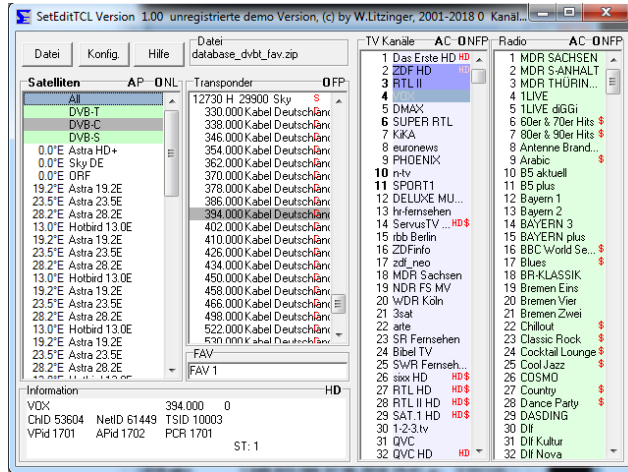 SetEditTCL Version 1.00 unregistrierte demo Version, (c) by W.Litzinger, 2001-2018 0 Kanäl...
Datei
Konfig.
Hilfe
Datei
database_dvbt_fav.zip
Satelliten AP ONL
All
DVB-T
DVB-C
DVB-S
0.0°E Astra HD+
0.0°E Sky DE
0.0°E ORF
19.2°E Astra 19.2E
23.5°E Astra 23.5E
28.2°E Astra 28.2E
13.0°E Hotbird 13.0E
19.2°E Astra 19.2E
23.5°E Astra 23.5E
28.2°E Astra 28.2E
13.0°E Hotbird 13.0E
19.2°E Astra 19.2E
23.5°E Astra 23.5E
28.2°E Astra 28.2E
13.0°E Hotbird 13.0E
19.2°E Astra 19.2E
23.5°E Astra 23.5E
28.2°E Astra 28.2E
Transponder OFP
12730 H 29900 Sky S
330.000 Kabel Deutschland
338.000 Kabel Deutschland
346.000 Kabel Deutschland
354.000 Kabel Deutschland
362.000 Kabel Deutschland
370.000 Kabel Deutschland
378.000 Kabel Deutschland
386.000 Kabel Deutschland
394.000 Kabel Deutschland
402.000 Kabel Deutschland
410.000 Kabel Deutschland
426.000 Kabel Deutschland
434.000 Kabel Deutschland
450.000 Kabel Deutschland
458.000 Kabel Deutschland
466.000 Kabel Deutschland
498.000 Kabel Deutschland
522.000 Kabel Deutschland
530.000 Kabel Deutschland
FAV
FAV 1
TV Kanäle AC ONFP
1 Das Erste HD HD
2 ZDF HD HD
3 RTL II
4 VOX
5 DMAX
6 SUPER RTL
7 KiKA
8 euronews
9 PHOENIX
10 n-tv
11 SPORT1
12 DELUXE MU...
13 hr-fernsehen
14 ServusTV ... HD$
15 rbb Berlin
16 ZDFinfo
17 zdf_neo
18 MDR Sachsen
19 NDR FS MV
20 WDR Köln
21 3sat
22 arte
23 SR Fernsehen
24 Bibel TV
25 SWR Fernseh...
26 sixx HD HD$
27 RTL HD HD$
28 RTL II HD HD$
29 SAT.1 HD HD$
30 1-2-3.tv
31 QVC
32 QVC HD HD
Radio AC ONFP
1 MDR SACHSEN
2 MDR S-ANHALT
3 MDR THÜRIN...
4 1LIVE
5 1LIVE diGGi
6 60er & 70er Hits $
7 80er & 90er Hits $
8 Antenne Brand...
9 Arabic $
10 B5 aktuell
11 B5 plus
12 Bayern 1
13 Bayern 2
14 BAYERN 3
15 BAYERN plus
16 BBC World Se... $
17 Blues $
18 BR-KLASSIK
19 Bremen Eins
20 Bremen Vier
21 Bremen Zwei
22 Chillout $
23 Classic Rock $
24 Cocktail Lounge $
25 Cool Jazz $
26 COSMO
27 Country $
28 Dance Party $
29 DASDING
30 Dlf
31 Dlf Kultur
32 Dlf Nova
Information HD
VOX 394.000 0
ChID 53604 NetID 61449 TSID 10003
VPid 1701 APid 1702 PCR 1701
ST: 1